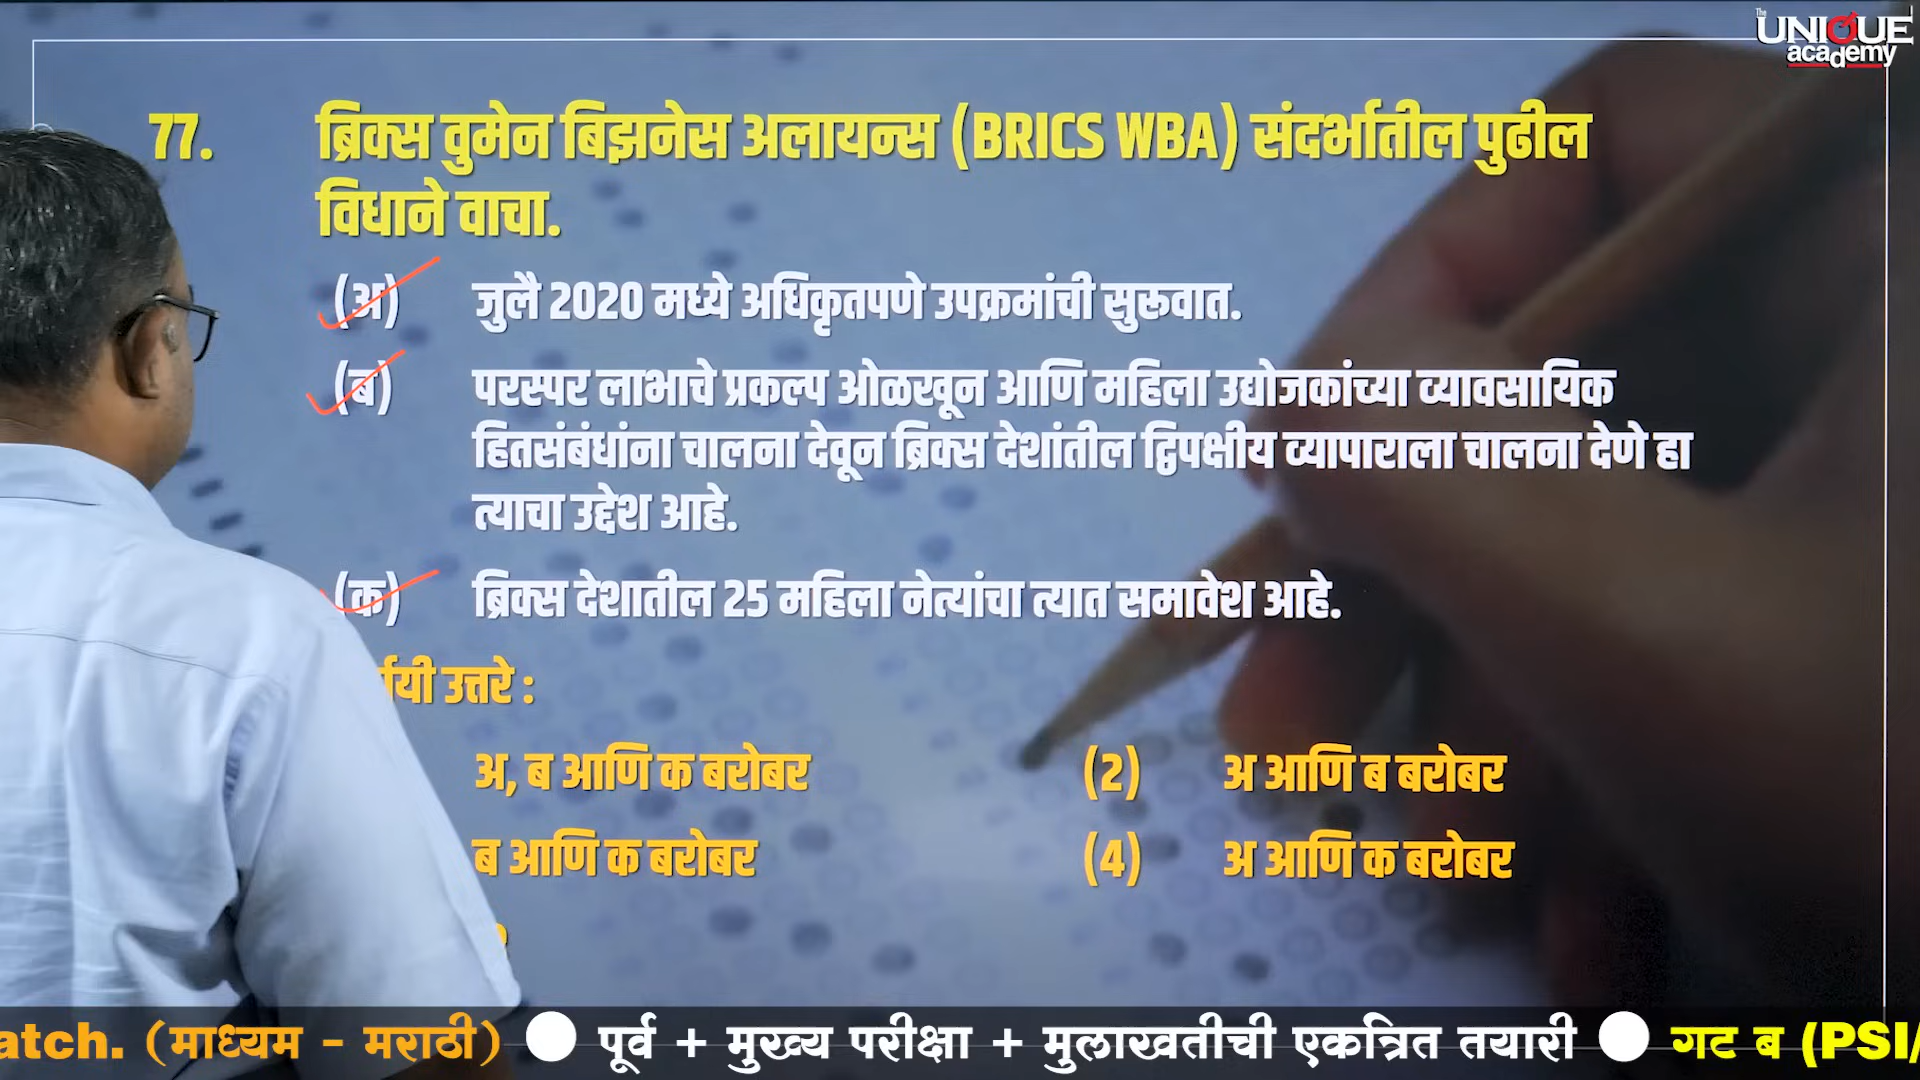 The
UNIQUE
academy
77. ब्रिक्स वुमेन बिझनेस अलायन्स (BRICS WBA) संदर्भातील पुढील
विधाने वाचा.
(अ) जुलै 2020 मध्ये अधिकृतपणे उपक्रमांची सुरूवात.
(ब) परस्पर लाभाचे प्रकल्प ओळखून आणि महिला उद्योजकांच्या व्यावसायिक
हितसंबंधांना चालना देवून ब्रिक्स देशांतील द्विपक्षीय व्यापाराला चालना देणे हा
त्याचा उद्देश आहे.
(क) ब्रिक्स देशातील 25 महिला नेत्यांचा त्यात समावेश आहे.
उत्तरे :
अ, ब आणि क बरोबर (2) अ आणि ब बरोबर
ब आणि क बरोबर (4) अ आणि क बरोबर
atch. (माध्यम - मराठी) पूर्व + मुख्य परीक्षा + मुलाखतीची एकत्रित तयारी गट ब (PSI/